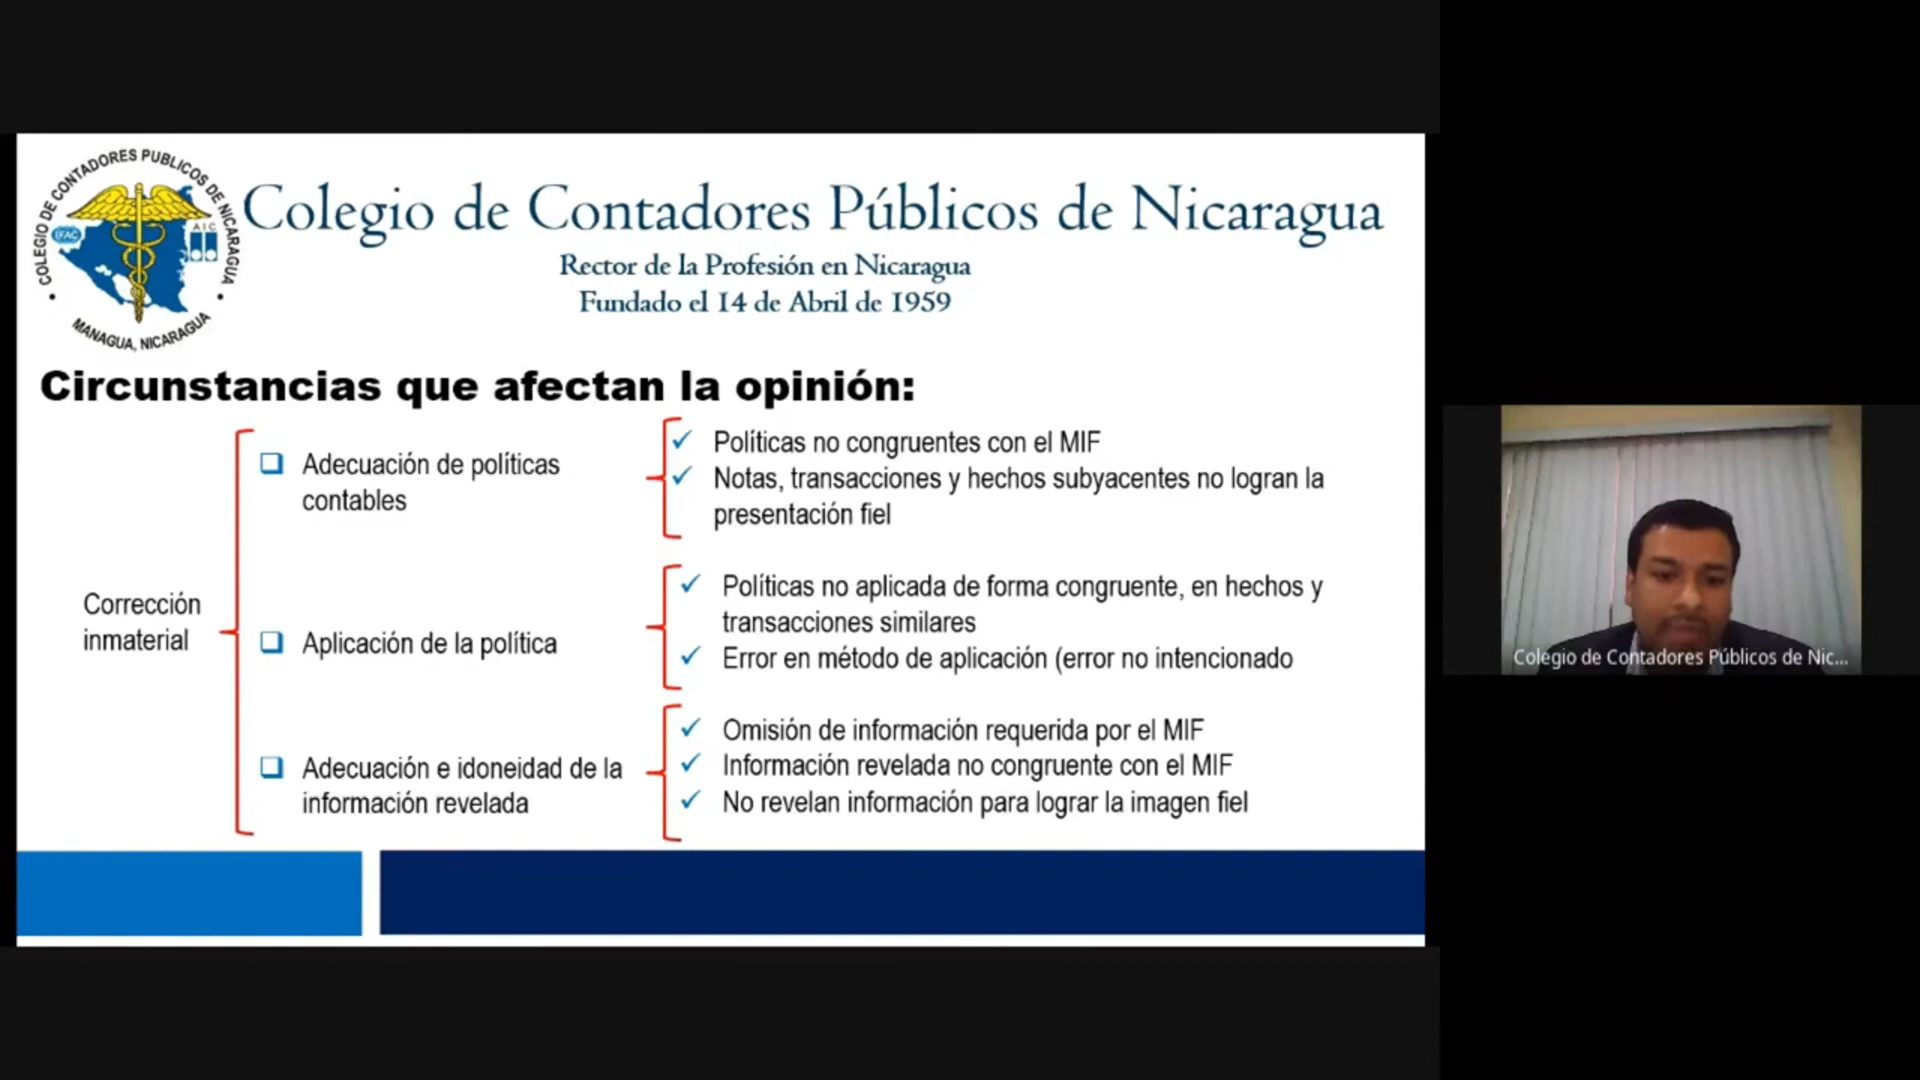 COLEGIO DE CONTADORES PUBLICOS DE NICARAGUA
IFAC
AIC
MANAGUA, NICARAGUA
Colegio de Contadores Públicos de Nicaragua
Rector de la Profesión en Nicaragua
Fundado el 14 de Abril de 1959
Circunstancias que afectan la opinión:
Corrección
inmaterial
Adecuación de políticas
contables
Políticas no congruentes con el MIF
Notas, transacciones y hechos subyacentes no logran la
presentación fiel
Aplicación de la política
Políticas no aplicada de forma congruente, en hechos y
transacciones similares
Error en método de aplicación (error no intencionado
Adecuación e idoneidad de la
información revelada
Omisión de información requerida por el MIF
Información revelada no congruente con el MIF
No revelan información para lograr la imagen fiel
Colegio de Contadores Públicos de Nic...